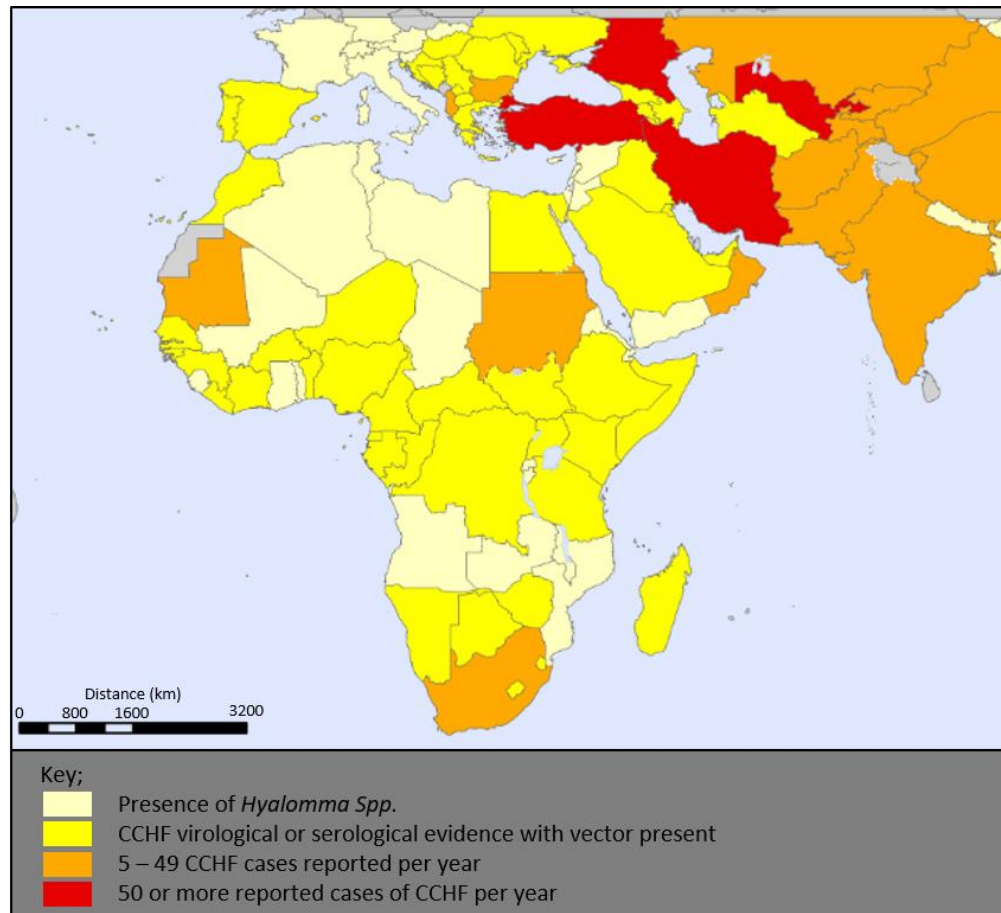 Distance (km)
0 800 1600 3200
Key;
Presence of Hyalomma Spp.
CCHF virological or serological evidence with vector present
5 – 49 CCHF cases reported per year
50 or more reported cases of CCHF per year